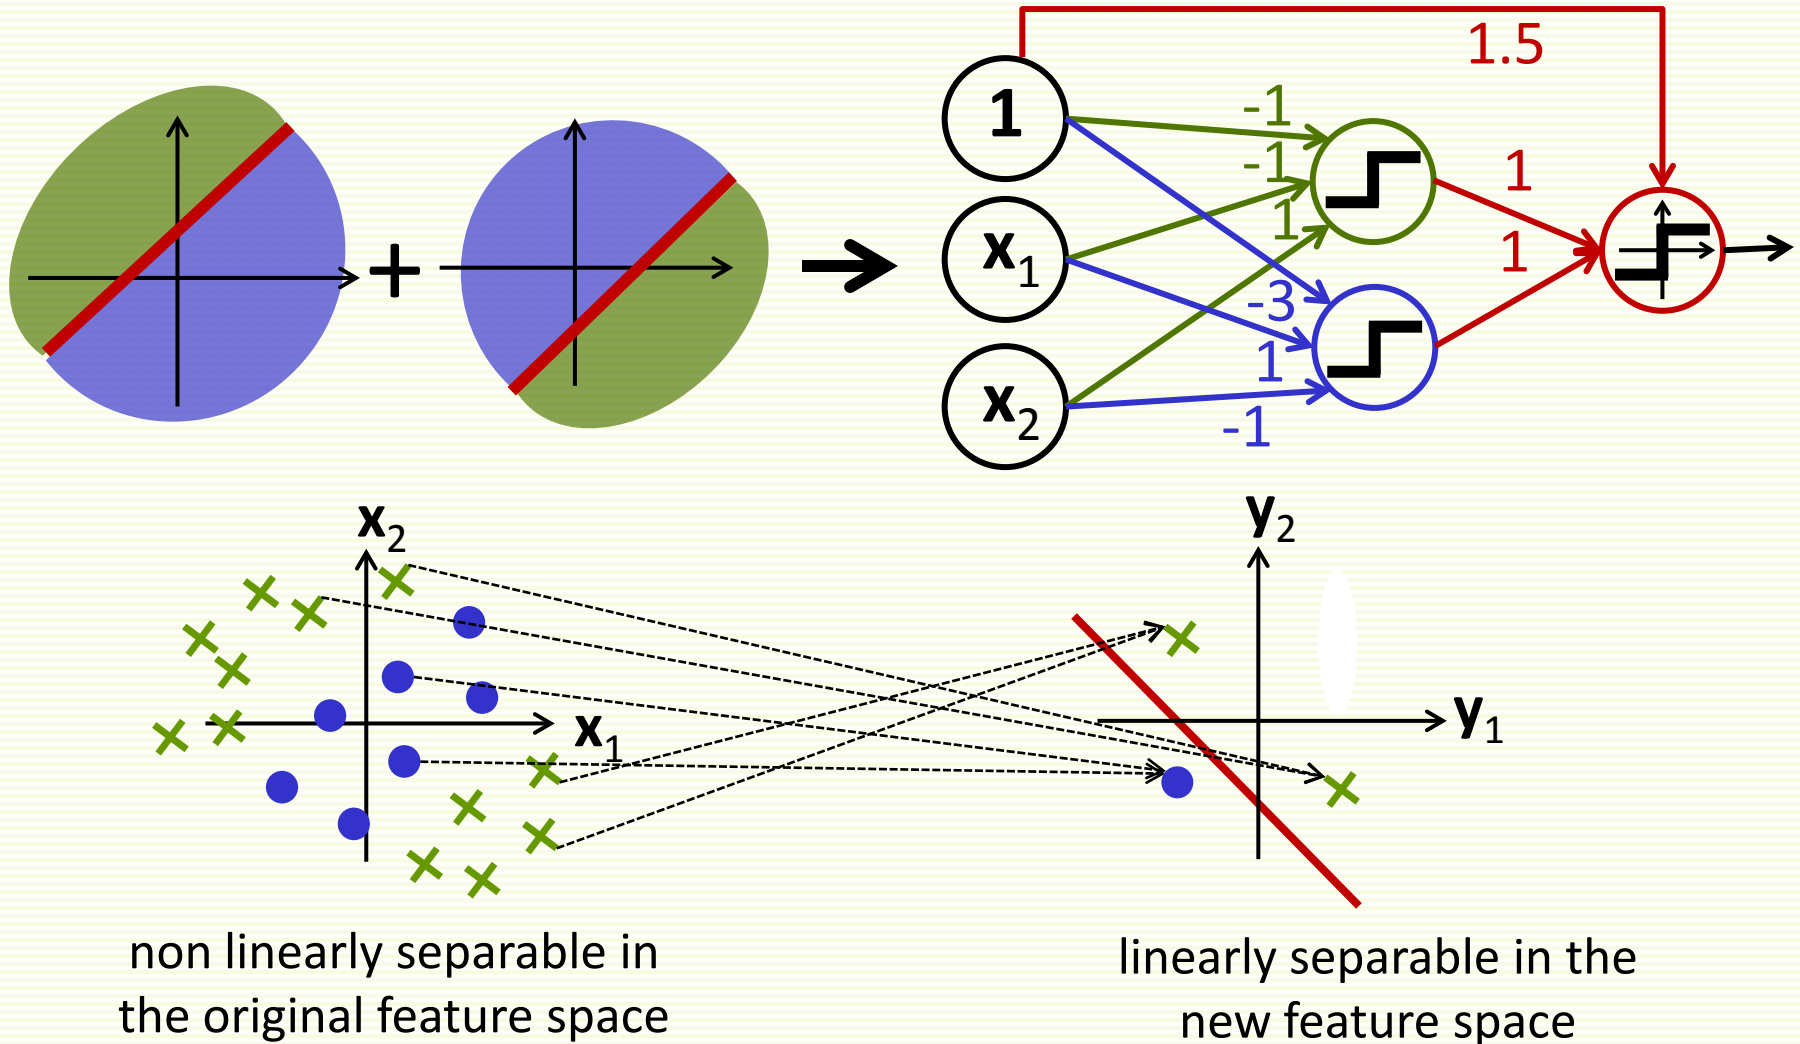 +
1.5
1
-1
-1
1
1
x1
1
-3
1
x2
-1
x2
y2
x1
y1
non linearly separable in
the original feature space
linearly separable in the
new feature space